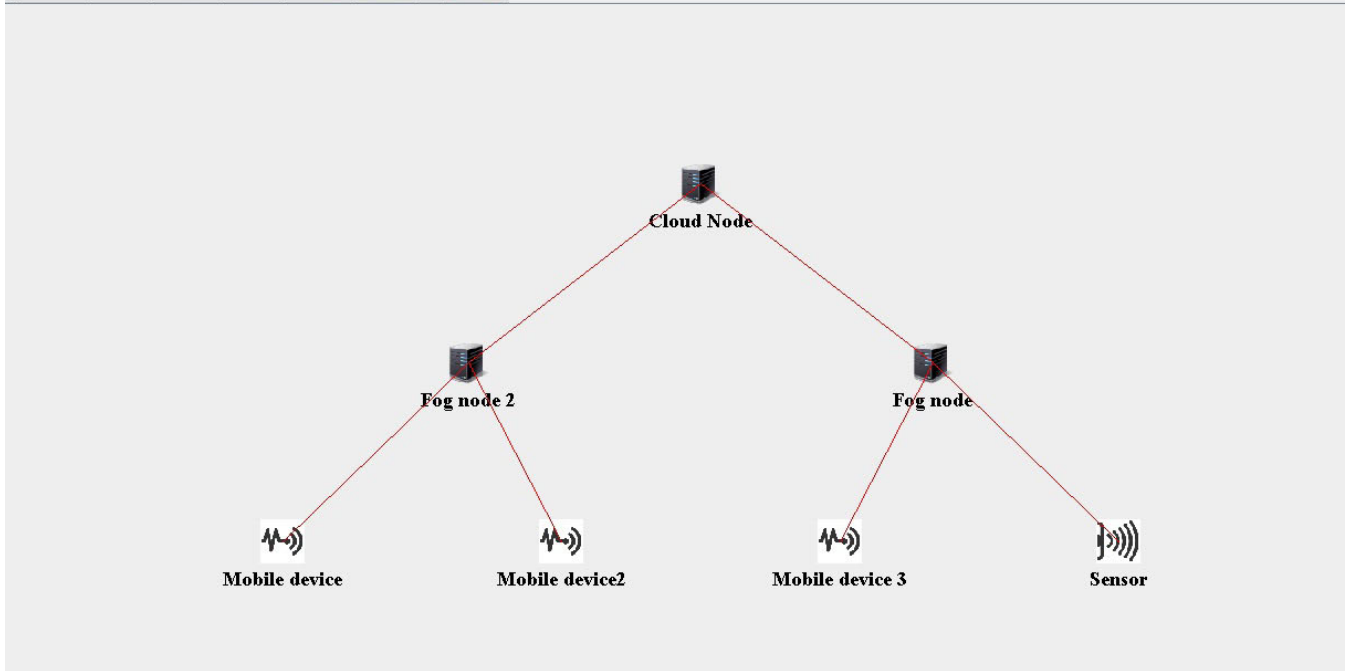 Cloud Node
Fog node 2
Fog node
Mobile device
Mobile device2
Mobile device 3
Sensor